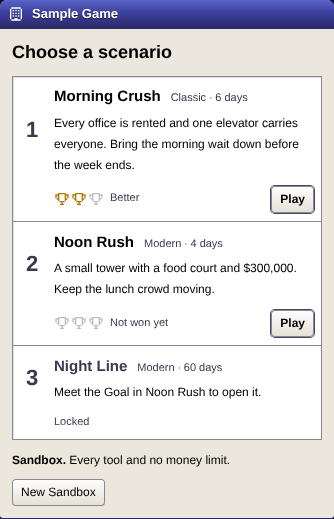 Sample Game
Choose a scenario
Morning Crush Classic · 6 days
1
Every office is rented and one elevator carries
everyone. Bring the morning wait down before
the week ends.
Better
Play
Noon Rush Modern · 4 days
2
A small tower with a food court and $300,000.
Keep the lunch crowd moving.
Not won yet
Play
Night Line Modern · 60 days
3
Meet the Goal in Noon Rush to open it.
Locked
Sandbox. Every tool and no money limit.
New Sandbox